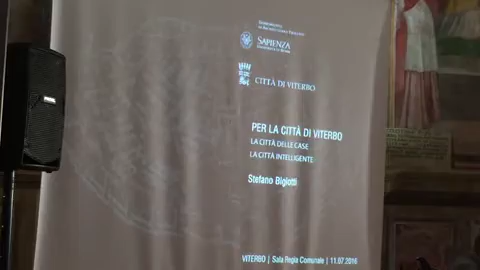 SAPIENZA
CITTÀ DI VITERBO
PER LA CITTÀ DI VITERBO
LA CITTÀ DELLE CASE
LA CITTÀ INTELLIGENTE
Stefano Bigiotti
VITERBO | Sala Regia Comunale | 11.07.2016